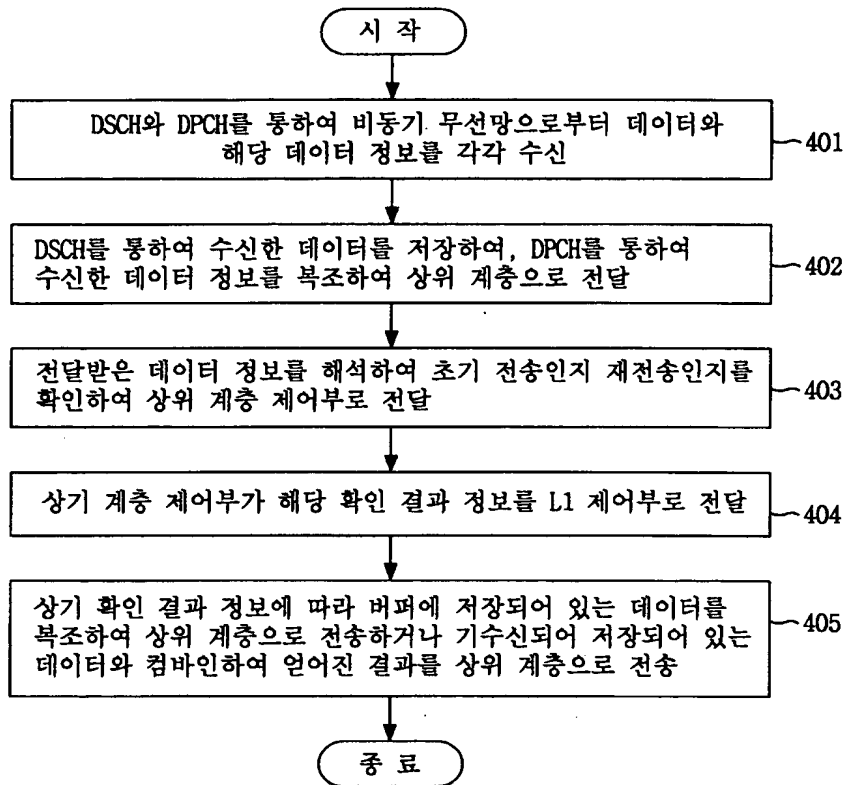 시 작
DSCH와 DPCH를 통하여 비동기 무선망으로부터 데이터와
해당 데이터 정보를 각각 수신
401
DSCH를 통하여 수신한 데이터를 저장하여, DPCH를 통하여
수신한 데이터 정보를 복조하여 상위 계층으로 전달
402
전달받은 데이터 정보를 해석하여 초기 전송인지 재전송인지를
확인하여 상위 계층 제어부로 전달
403
상기 계층 제어부가 해당 확인 결과 정보를 L1 제어부로 전달
404
상기 확인 결과 정보에 따라 버퍼에 저장되어 있는 데이터를
복조하여 상위 계층으로 전송하거나 기수신되어 저장되어 있는
데이터와 컴바인하여 얻어진 결과를 상위 계층으로 전송
405
종 료